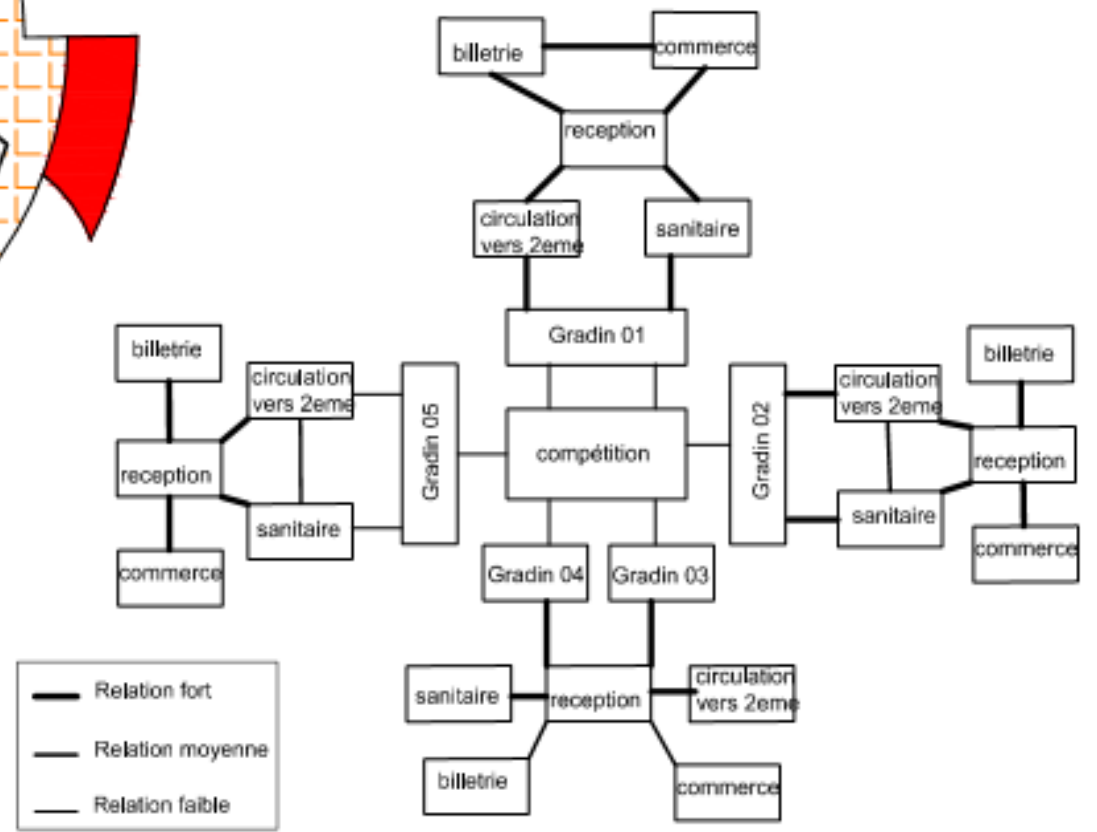 billetrie
commerce
reception
circulation
vers 2eme
sanitaire
Gradin 01
billetrie
circulation
vers 2eme
reception
sanitaire
commerce
Gradin 05
compétition
Gradin 02
circulation
vers 2eme
billetrie
reception
sanitaire
commerce
Gradin 04
Gradin 03
sanitaire
reception
circulation
vers 2eme
billetrie
commerce
Relation fort
Relation moyenne
Relation faible